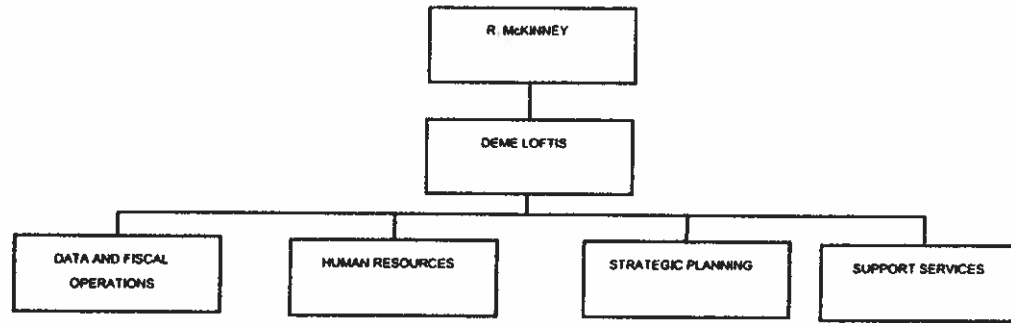 R. McKINNEY
DEME LOFTIS
DATA AND FISCAL
OPERATIONS
HUMAN RESOURCES
STRATEGIC PLANNING
SUPPORT SERVICES